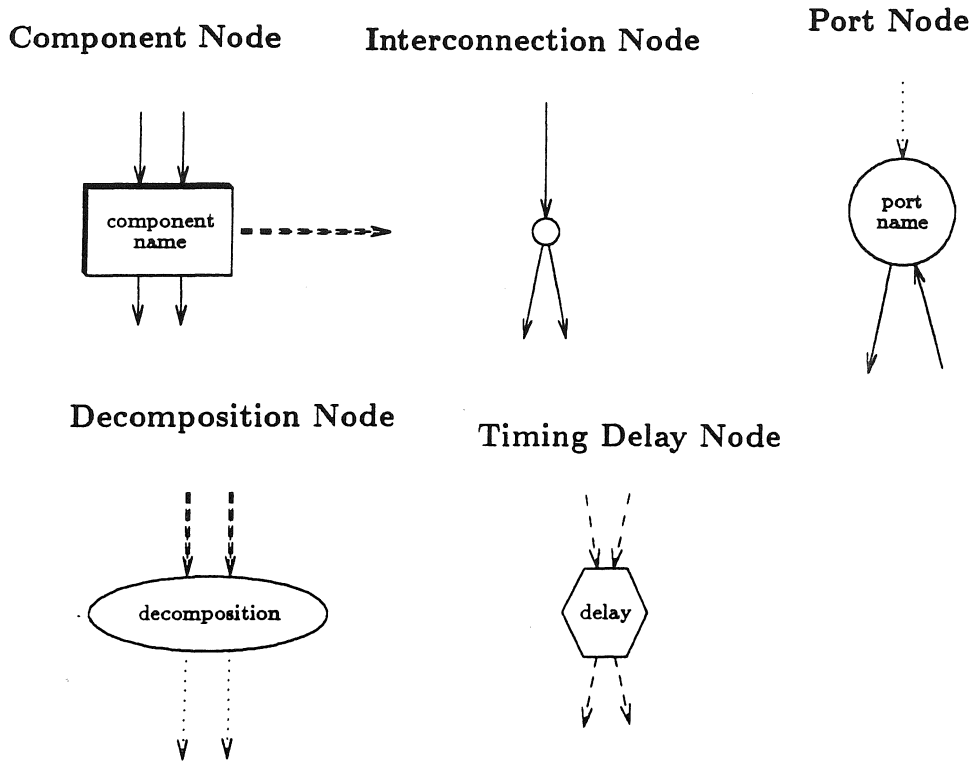 Component Node
Interconnection Node
Port Node
component
name
port
name
Decomposition Node
Timing Delay Node
decomposition
delay